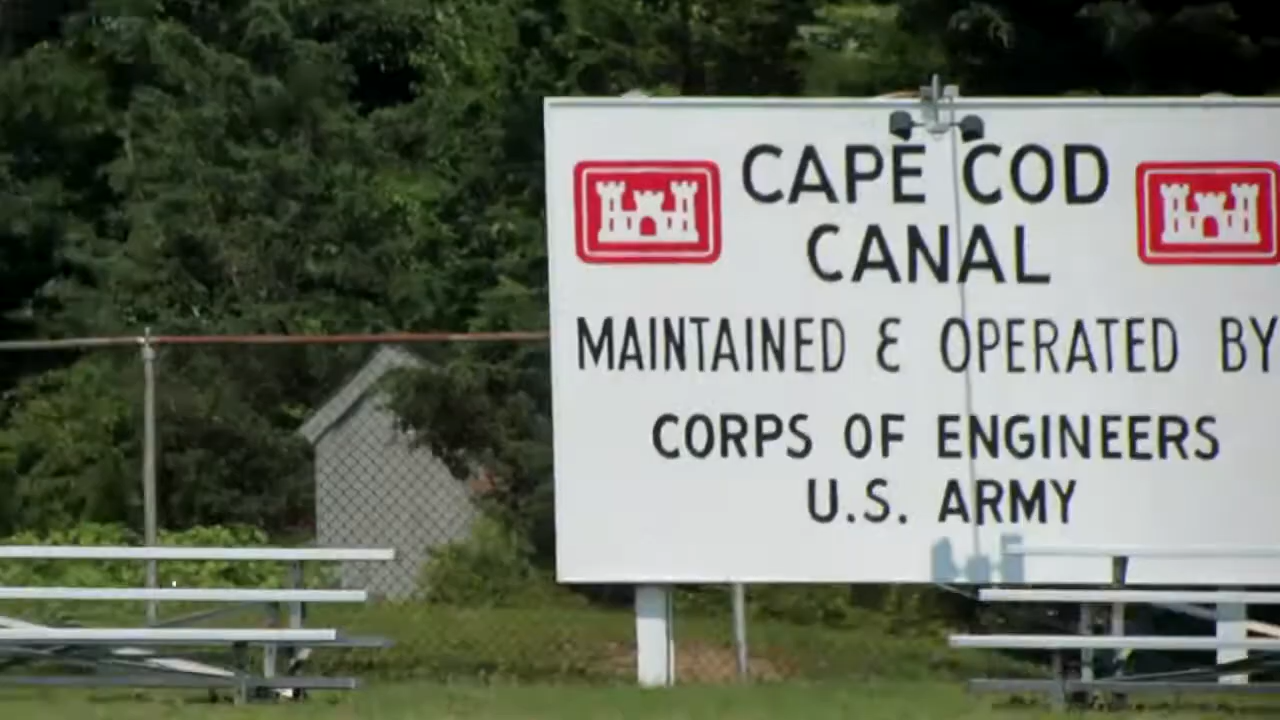 CAPE COD
CANAL
MAINTAINED & OPERATED BY
CORPS OF ENGINEERS
U.S. ARMY